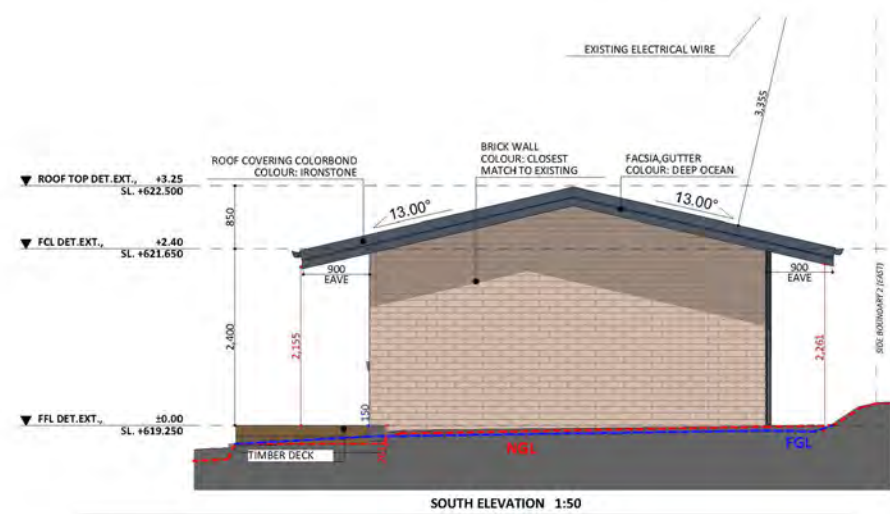 EXISTING ELECTRICAL WIRE
3,355
BRICK WALL
COLOUR: CLOSEST
MATCH TO EXISTING
ROOF COVERING COLORBOND
COLOUR: IRONSTONE
FACSIA,GUTTER
COLOUR: DEEP OCEAN
ROOF TOP DET.EXT., +3.25
SL. +622.500
13.00°
13.00°
850
FCL DET.EXT., +2.40
SL. +621.650
900
EAVE
900
EAVE
2,400
2,155
2,261
SIDE BOUNDARY 2 (EAST)
150
FFL DET.EXT., ±0.00
SL. +619.250
TIMBER DECK
NGL
FGL
SOUTH ELEVATION 1:50